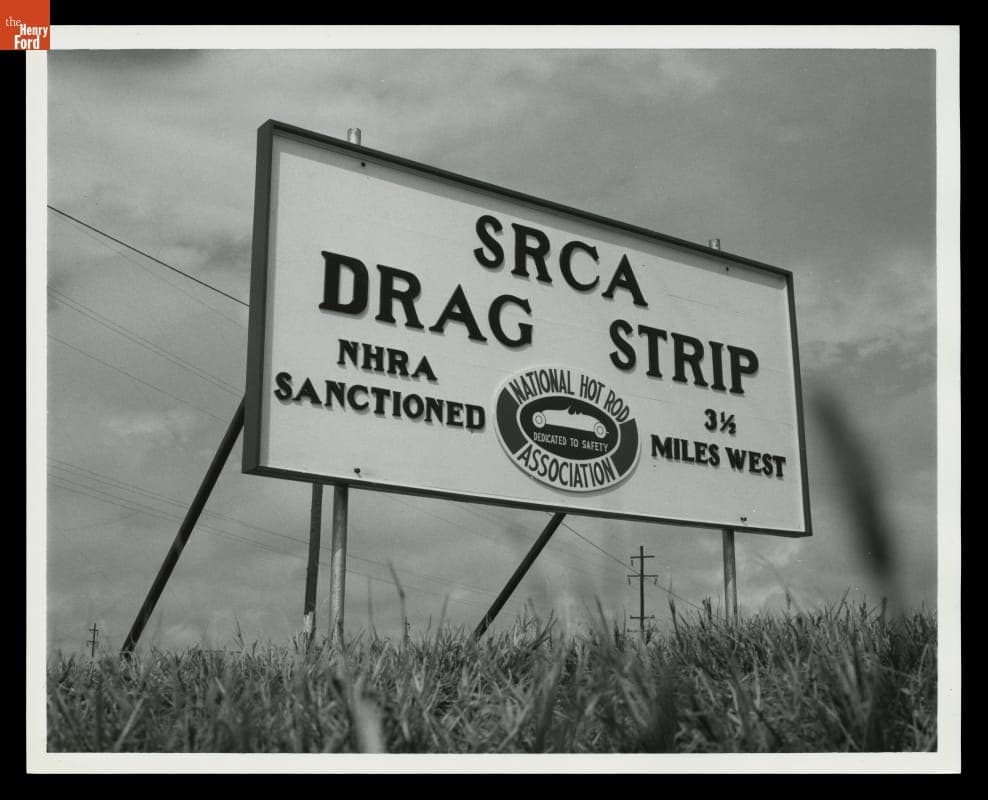 the
Henry
Ford
SRCA
DRAG STRIP
NHRA
SANCTIONED
NATIONAL HOT ROD
DEDICATED TO SAFETY
ASSOCIATION
3½
MILES WEST